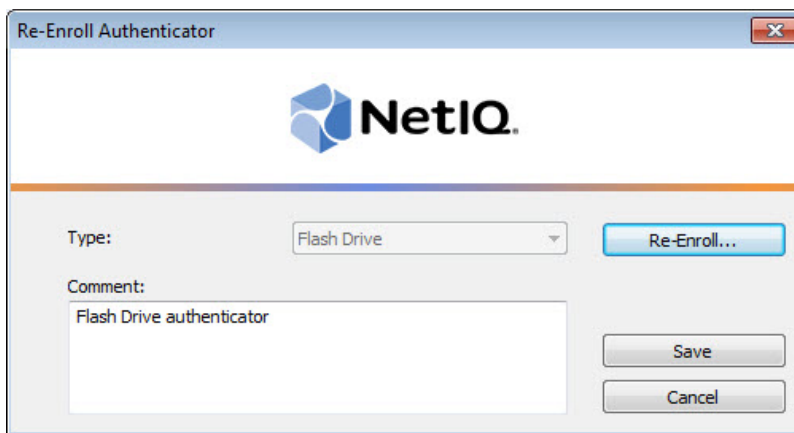 Re-Enroll Authenticator
NetIQ.
Type:
Flash Drive
Re-Enroll...
Comment:
Flash Drive authenticator
Save
Cancel